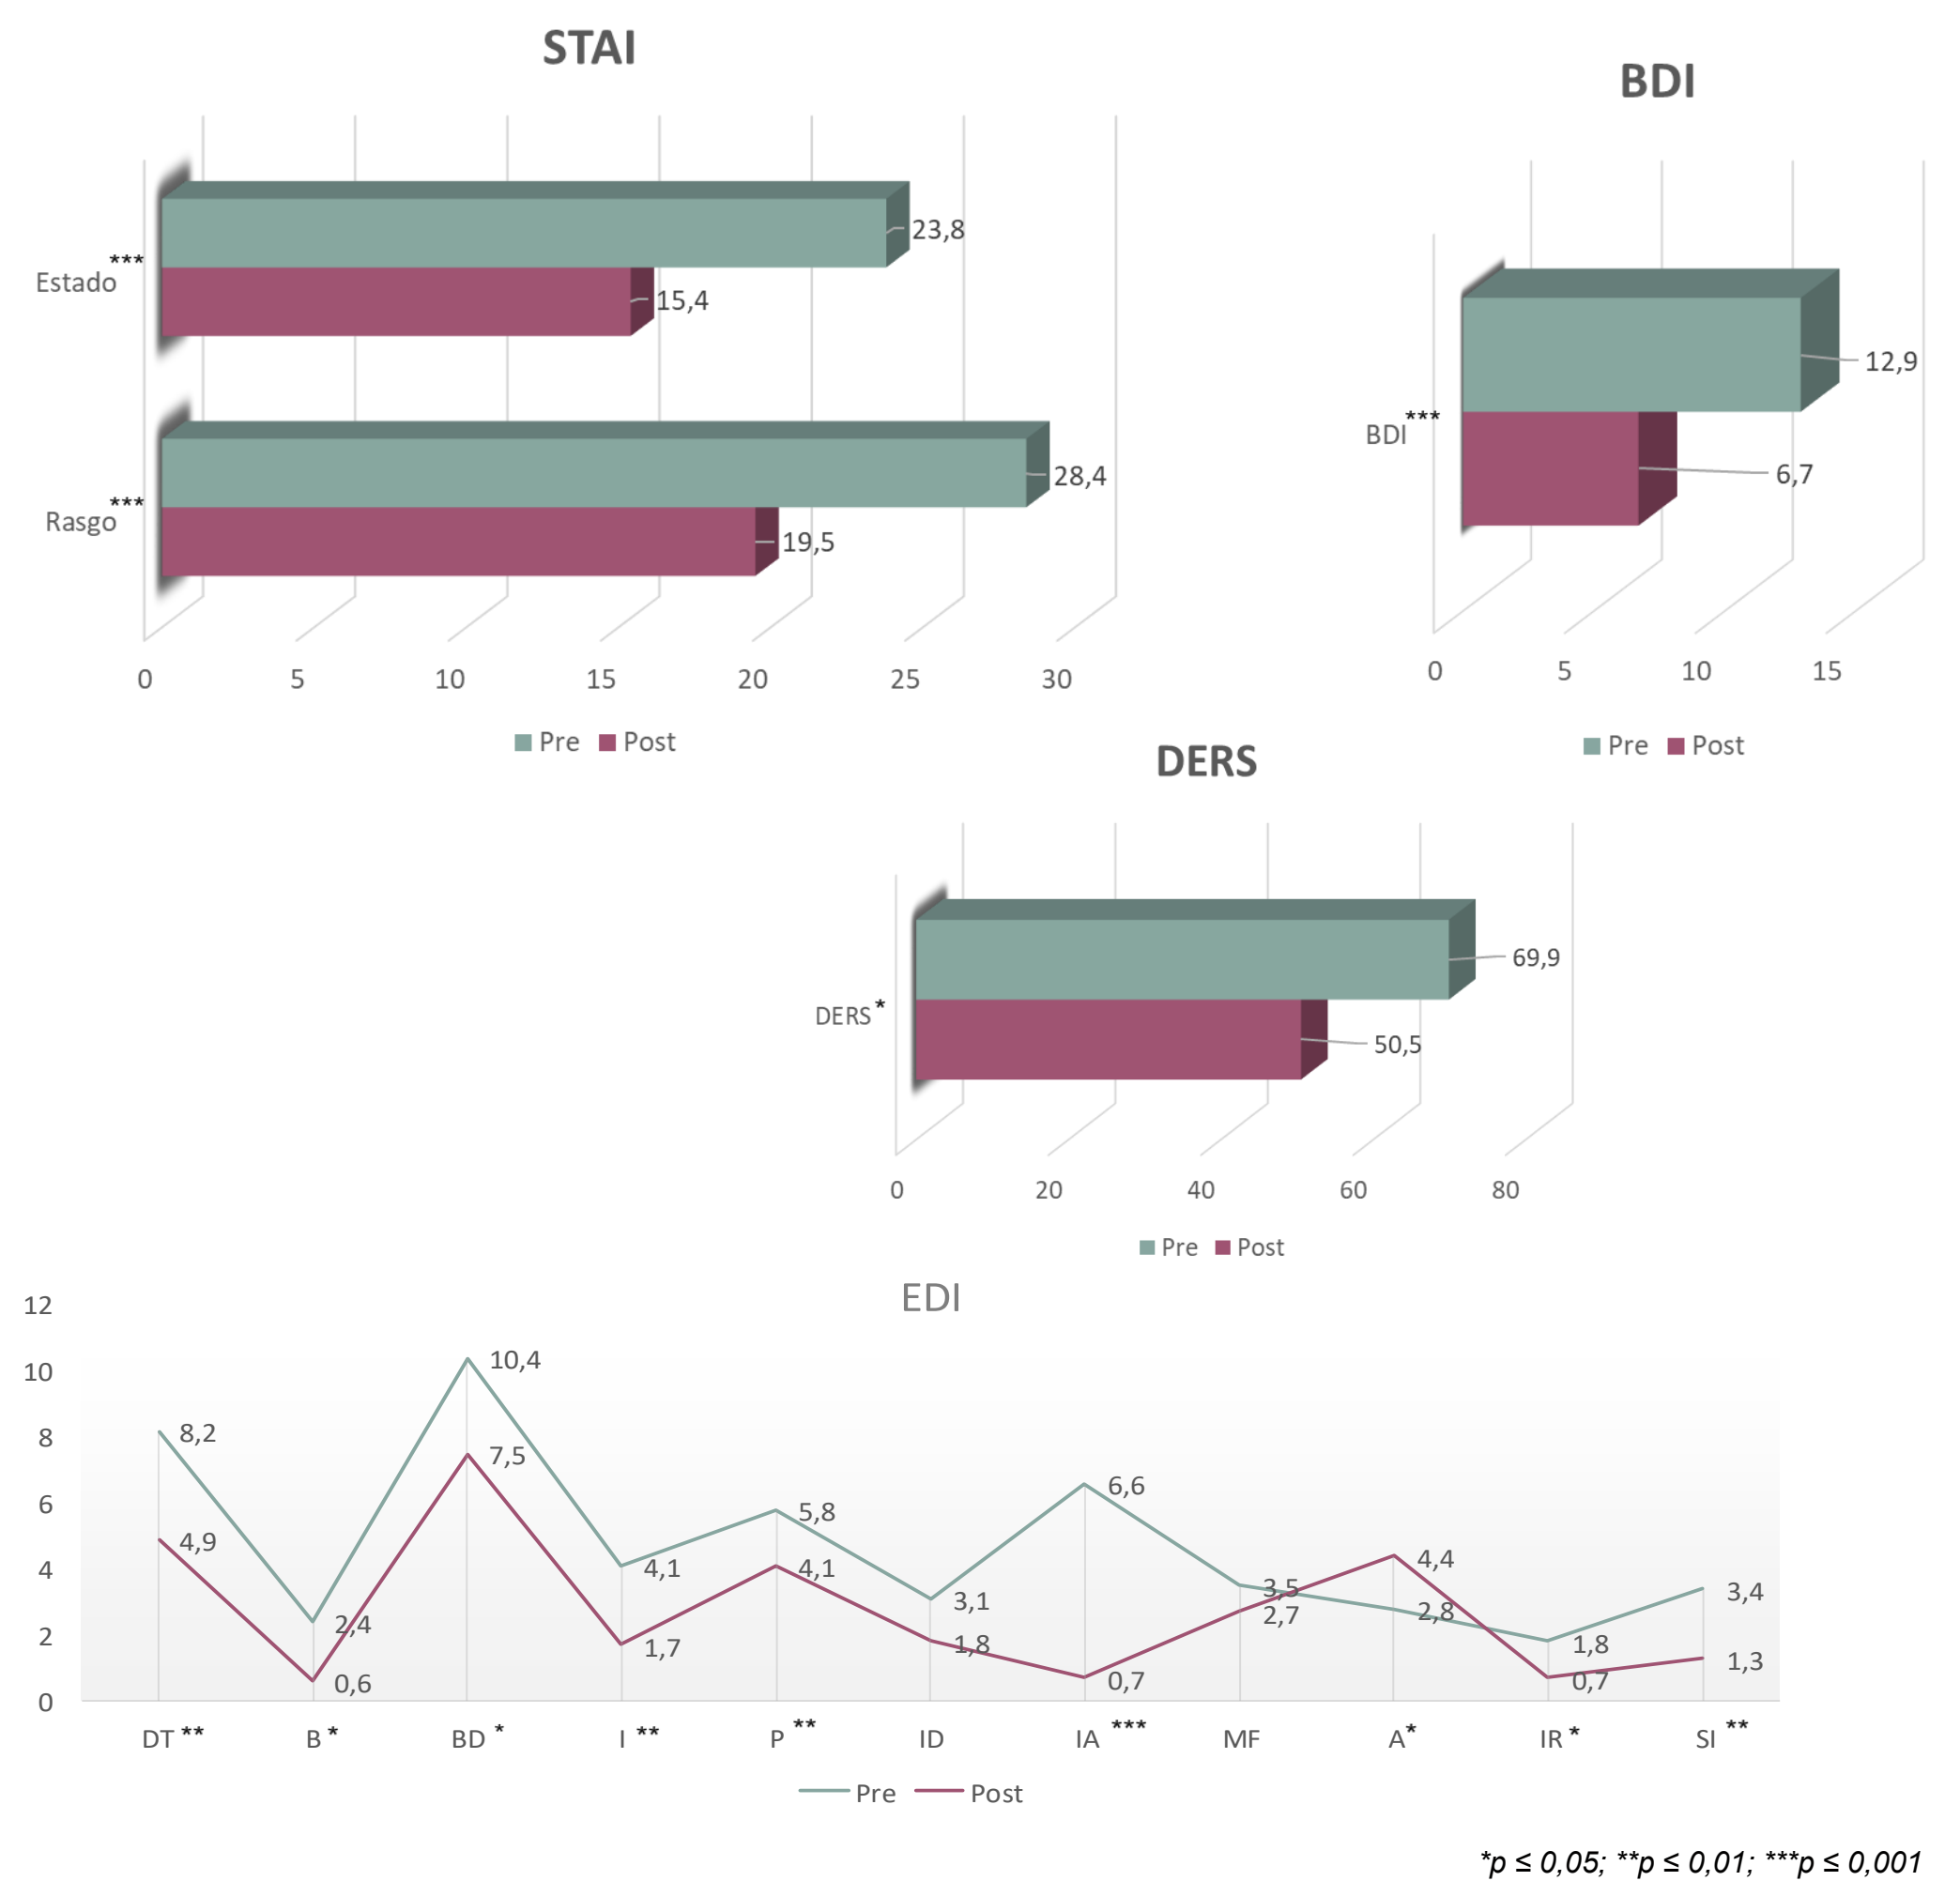 STAI
Estado ***
23,8
15,4
Rasgo ***
28,4
19,5
0 5 10 15 20 25 30
Pre Post
BDI
BDI ***
12,9
6,7
0 5 10 15
Pre Post
DERS
DERS *
69,9
50,5
0 20 40 60 80
Pre Post
EDI
12
10
8
6
4
2
0
8,2 2,4 10,4 4,1 5,8 3,1 6,6 3,5 2,8 1,8 3,4
4,9 0,6 7,5 1,7 4,1 1,8 0,7 2,7 4,4 0,7 1,3
DT ** B * BD * I ** P ** ID IA *** MF A* IR * SI **
Pre Post
*p ≤ 0,05; **p ≤ 0,01; ***p ≤ 0,001